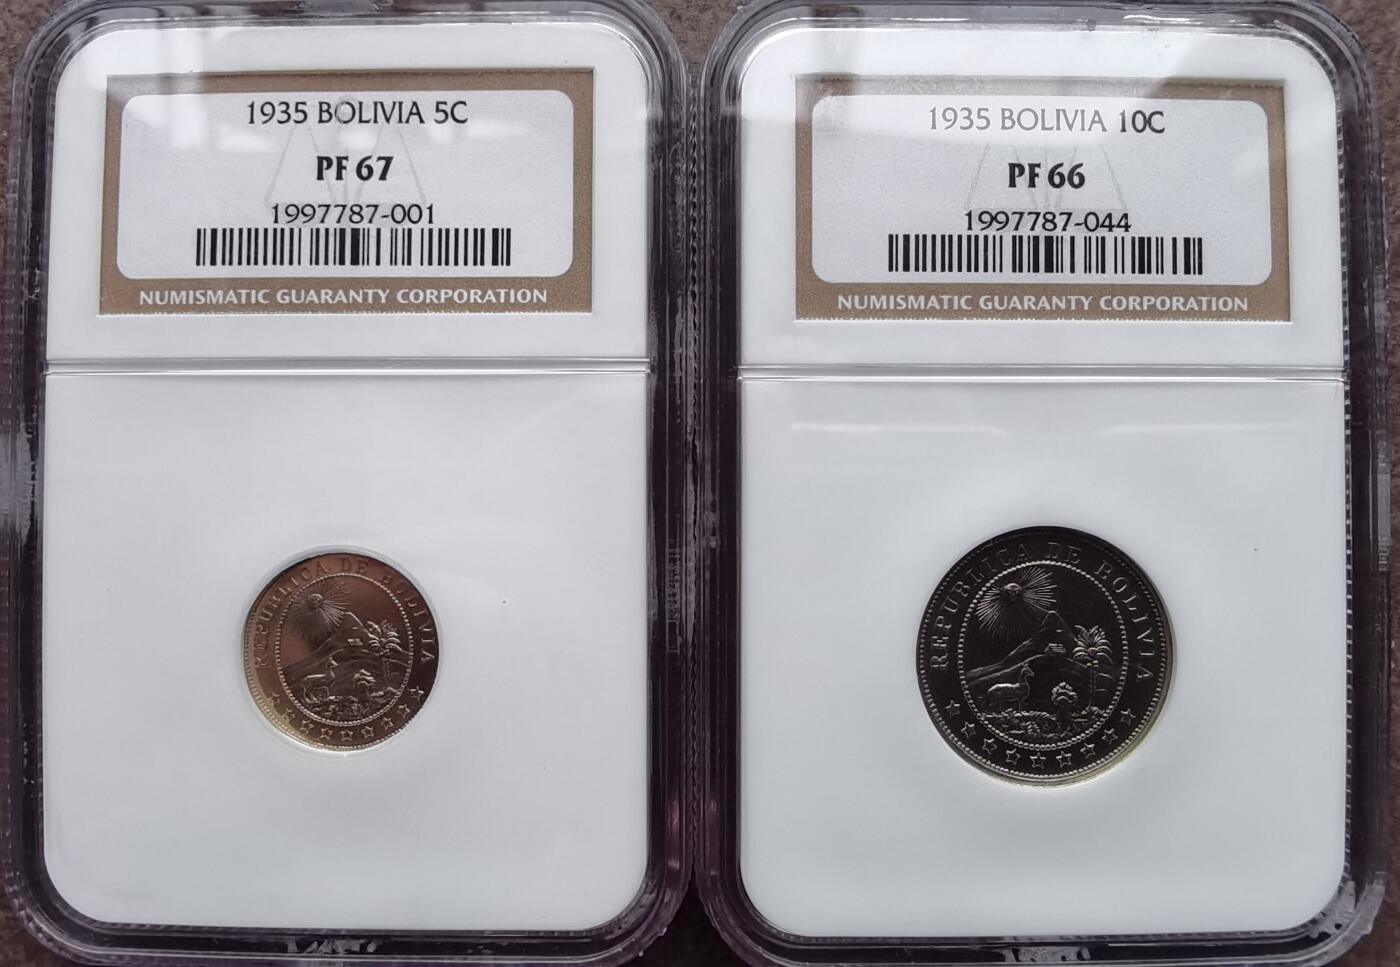 1935 BOLIVIA 5C
PF 67
1997787-001
NUMISMATIC GUARANTY CORPORATION
REPUBLICA DE BOLIVIA
1935 BOLIVIA 10C
PF 66
1997787-044
NUMISMATIC GUARANTY CORPORATION
REPUBLICA DE BOLIVIA